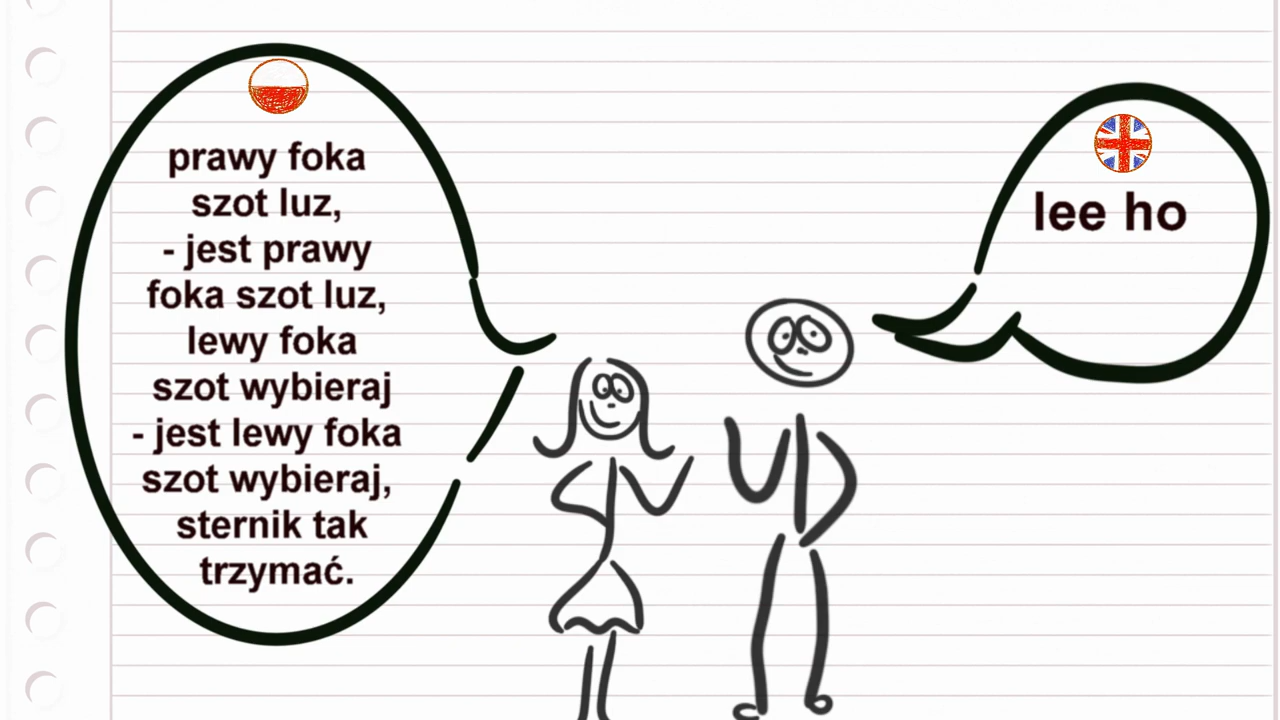 prawy foka
szot luz,
- jest prawy
foka szot luz,
lewy foka
szot wybieraj
- jest lewy foka
szot wybieraj,
sternik tak
trzymać.
lee ho